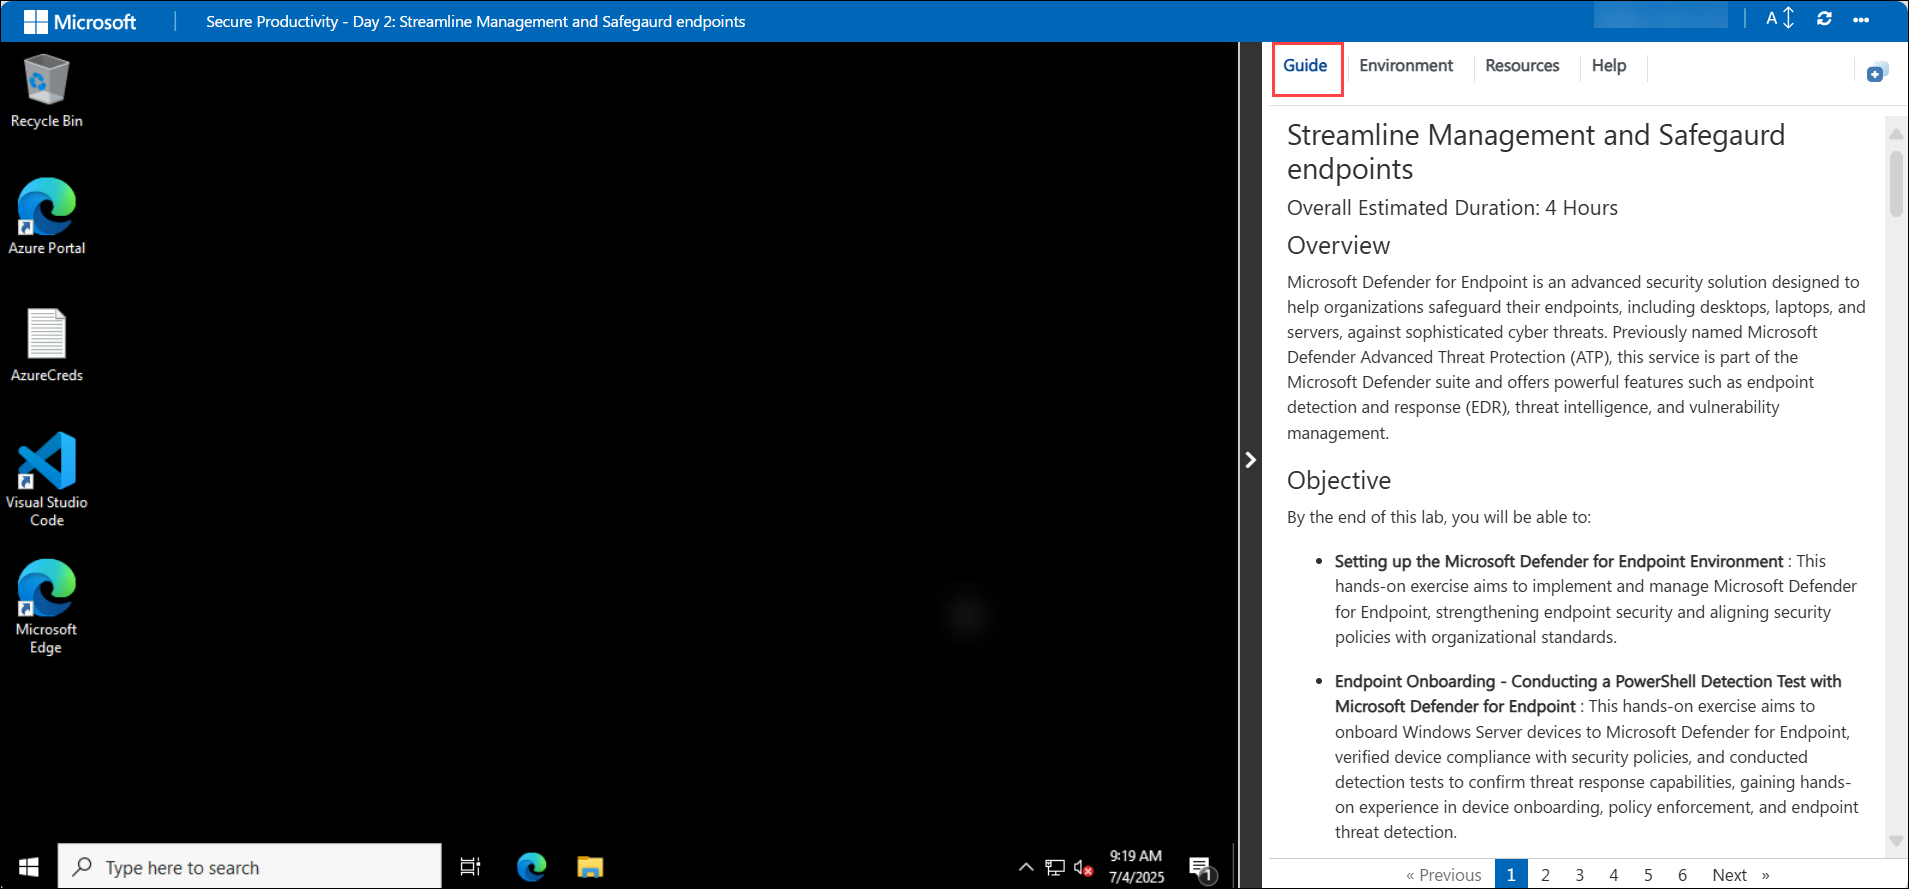 Microsoft
Secure Productivity - Day 2: Streamline Management and Safegaurd endpoints
A
Recycle Bin
Azure Portal
AzureCreds
Visual Studio
Code
Microsoft
Edge
Type here to search
9:19 AM
7/4/2025
1
Guide
Environment
Resources
Help
Streamline Management and Safegaurd
endpoints
Overall Estimated Duration: 4 Hours
Overview
Microsoft Defender for Endpoint is an advanced security solution designed to
help organizations safeguard their endpoints, including desktops, laptops, and
servers, against sophisticated cyber threats. Previously named Microsoft
Defender Advanced Threat Protection (ATP), this service is part of the
Microsoft Defender suite and offers powerful features such as endpoint
detection and response (EDR), threat intelligence, and vulnerability
management.
Objective
By the end of this lab, you will be able to:
• Setting up the Microsoft Defender for Endpoint Environment : This
hands-on exercise aims to implement and manage Microsoft Defender
for Endpoint, strengthening endpoint security and aligning security
policies with organizational standards.
• Endpoint Onboarding - Conducting a PowerShell Detection Test with
Microsoft Defender for Endpoint : This hands-on exercise aims to
onboard Windows Server devices to Microsoft Defender for Endpoint,
verified device compliance with security policies, and conducted
detection tests to confirm threat response capabilities, gaining hands-
on experience in device onboarding, policy enforcement, and endpoint
threat detection.
« Previous 1 2 3 4 5 6 Next »